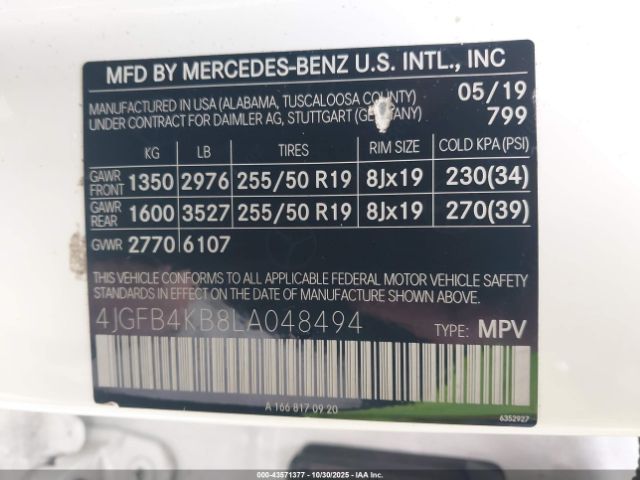 MFD BY MERCEDES-BENZ U.S. INTL., INC
MANUFACTURED IN USA (ALABAMA, TUSCALOOSA COUNTY) 05/19
UNDER CONTRACT FOR DAIMLER AG, STUTTGART (GERMANY) 799
KG LB TIRES RIM SIZE COLD KPA (PSI)
GAWR FRONT 1350 2976 255/50 R19 8Jx19 230(34)
GAWR REAR 1600 3527 255/50 R19 8Jx19 270(39)
GVWR 2770 6107
THIS VEHICLE CONFORMS TO ALL APPLICABLE FEDERAL MOTOR VEHICLE SAFETY
STANDARDS IN EFFECT ON THE DATE OF MANUFACTURE SHOWN ABOVE.
4JGFB4KB8LA048494 TYPE: MPV
A 166 817 09 20
6352927
000-43571377 - 10/30/2025 - IAAI